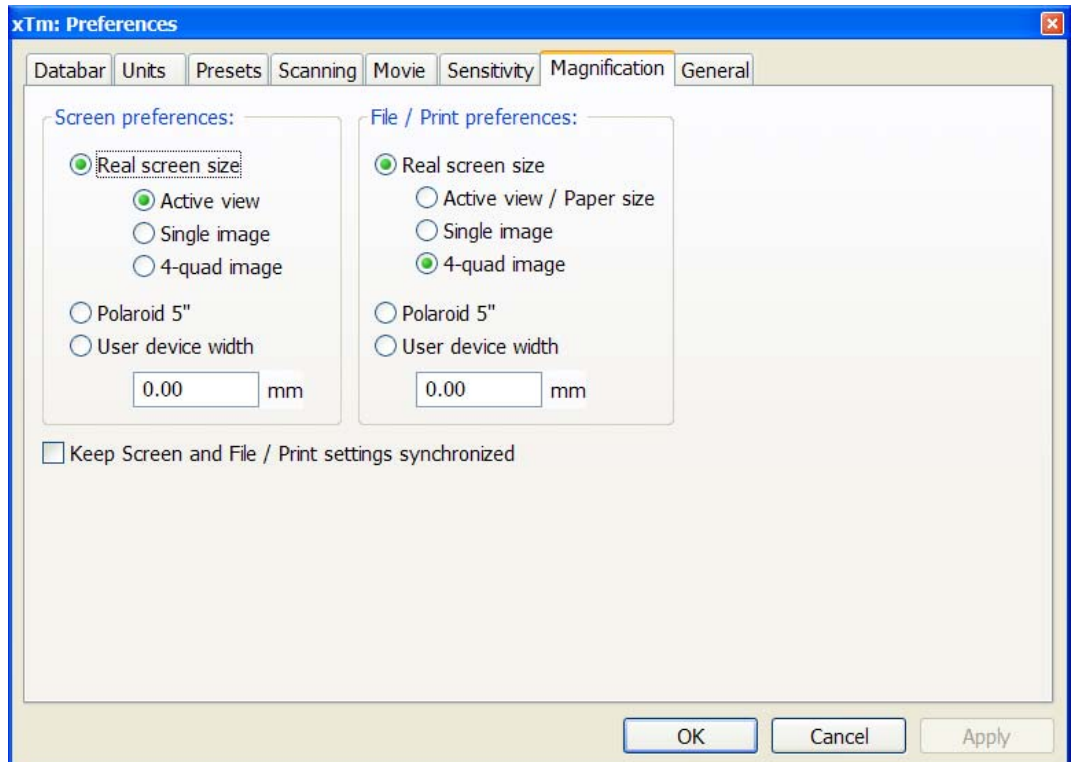 xTm: Preferences
Databar Units Presets Scanning Movie Sensitivity Magnification General
Screen preferences:
Real screen size
Active view
Single image
4-quad image
Polaroid 5"
User device width
0.00 mm
File / Print preferences:
Real screen size
Active view / Paper size
Single image
4-quad image
Polaroid 5"
User device width
0.00 mm
Keep Screen and File / Print settings synchronized
OK Cancel Apply